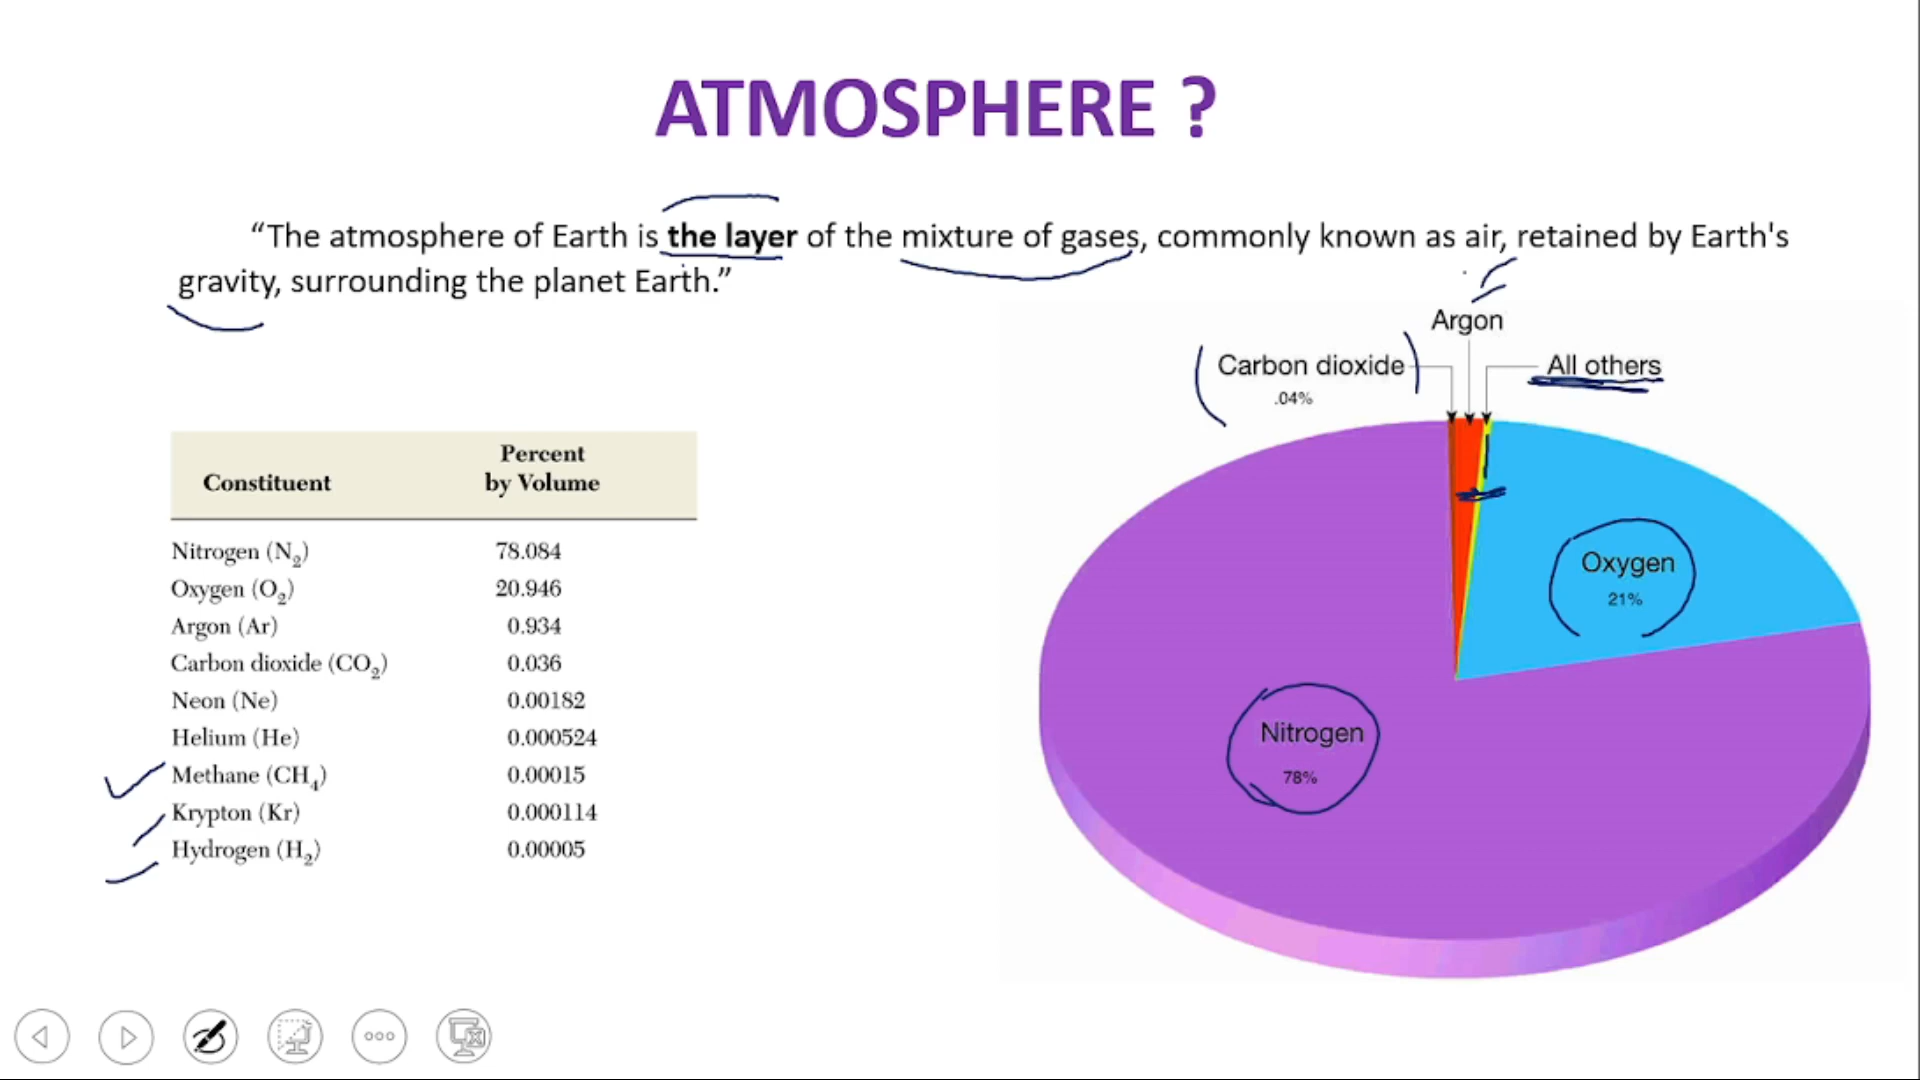 ATMOSPHERE ?
“The atmosphere of Earth is the layer of the mixture of gases, commonly known as air, retained by Earth's
gravity, surrounding the planet Earth.”
Constituent Percent by Volume
Nitrogen (N₂) 78.084
Oxygen (O₂) 20.946
Argon (Ar) 0.934
Carbon dioxide (CO₂) 0.036
Neon (Ne) 0.00182
Helium (He) 0.000524
Methane (CH₄) 0.00015
Krypton (Kr) 0.000114
Hydrogen (H₂) 0.00005
Argon
Carbon dioxide
.04%
All others
Oxygen
21%
Nitrogen
78%